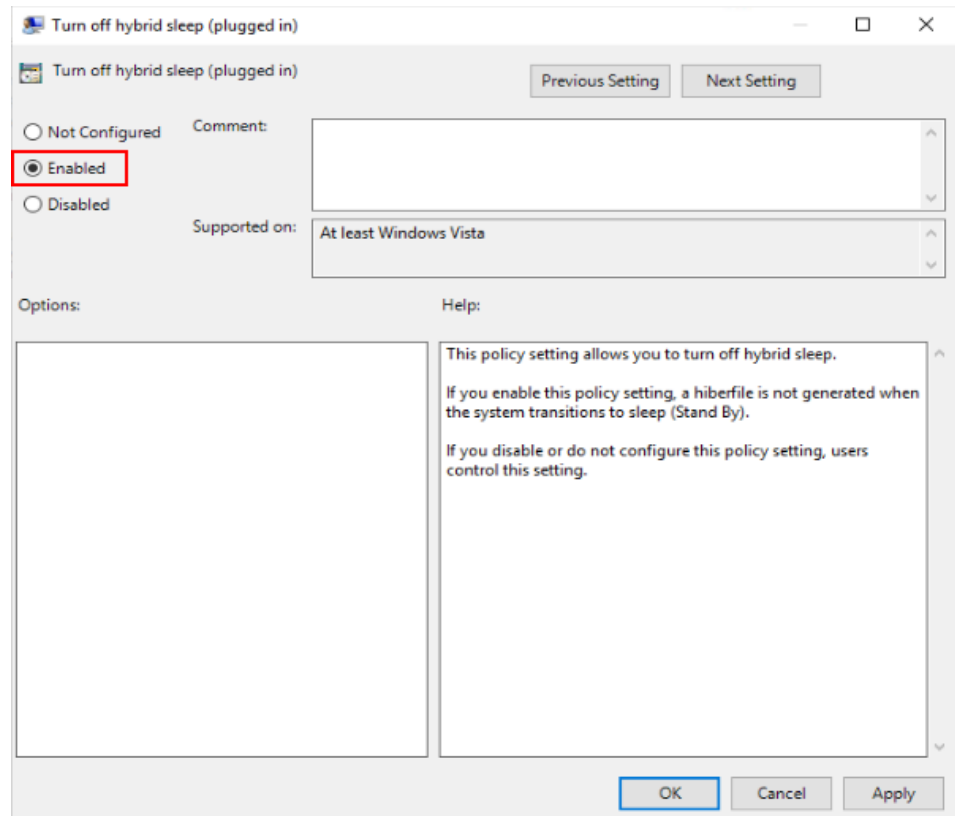 Turn off hybrid sleep (plugged in)
Turn off hybrid sleep (plugged in)
Previous Setting
Next Setting
Not Configured
Comment:
Enabled
Disabled
Supported on:
At least Windows Vista
Options:
Help:
This policy setting allows you to turn off hybrid sleep.
If you enable this policy setting, a hiberfile is not generated when
the system transitions to sleep (Stand By).
If you disable or do not configure this policy setting, users
control this setting.
OK
Cancel
Apply